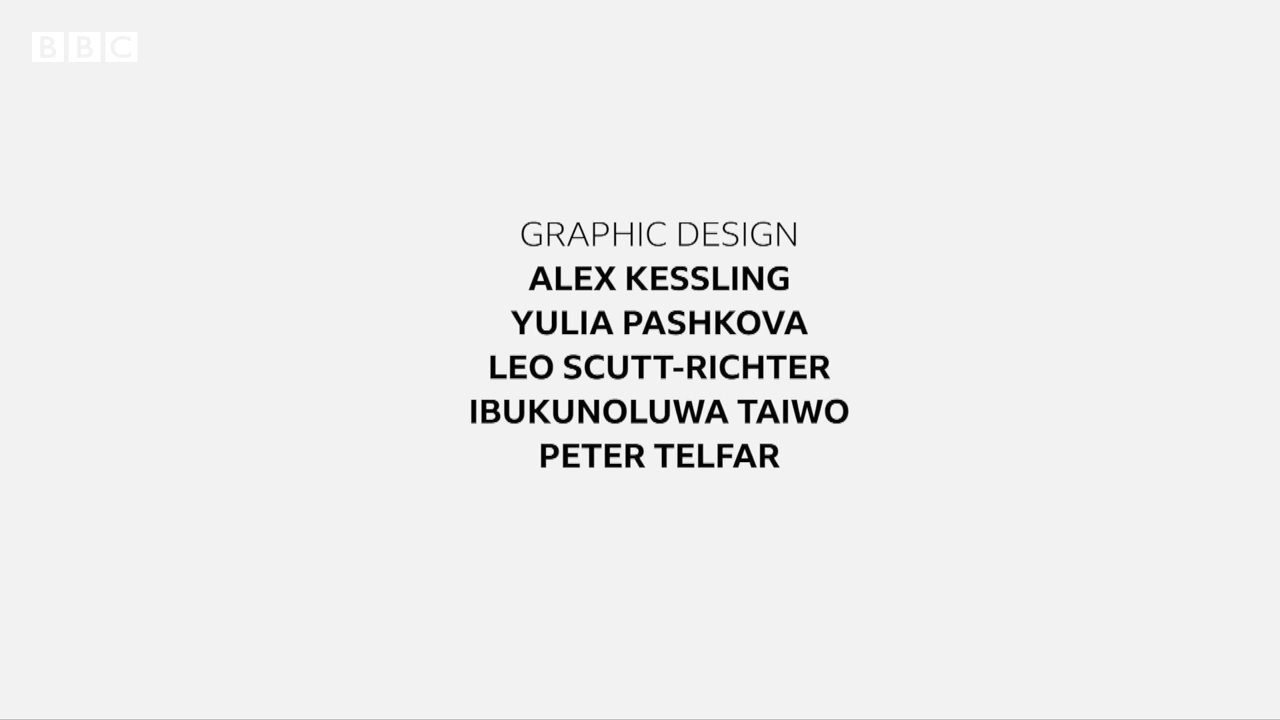 BBC
GRAPHIC DESIGN
ALEX KESSLING
YULIA PASHKOVA
LEO SCUTT-RICHTER
IBUKUNOLUWA TAIWO
PETER TELFAR